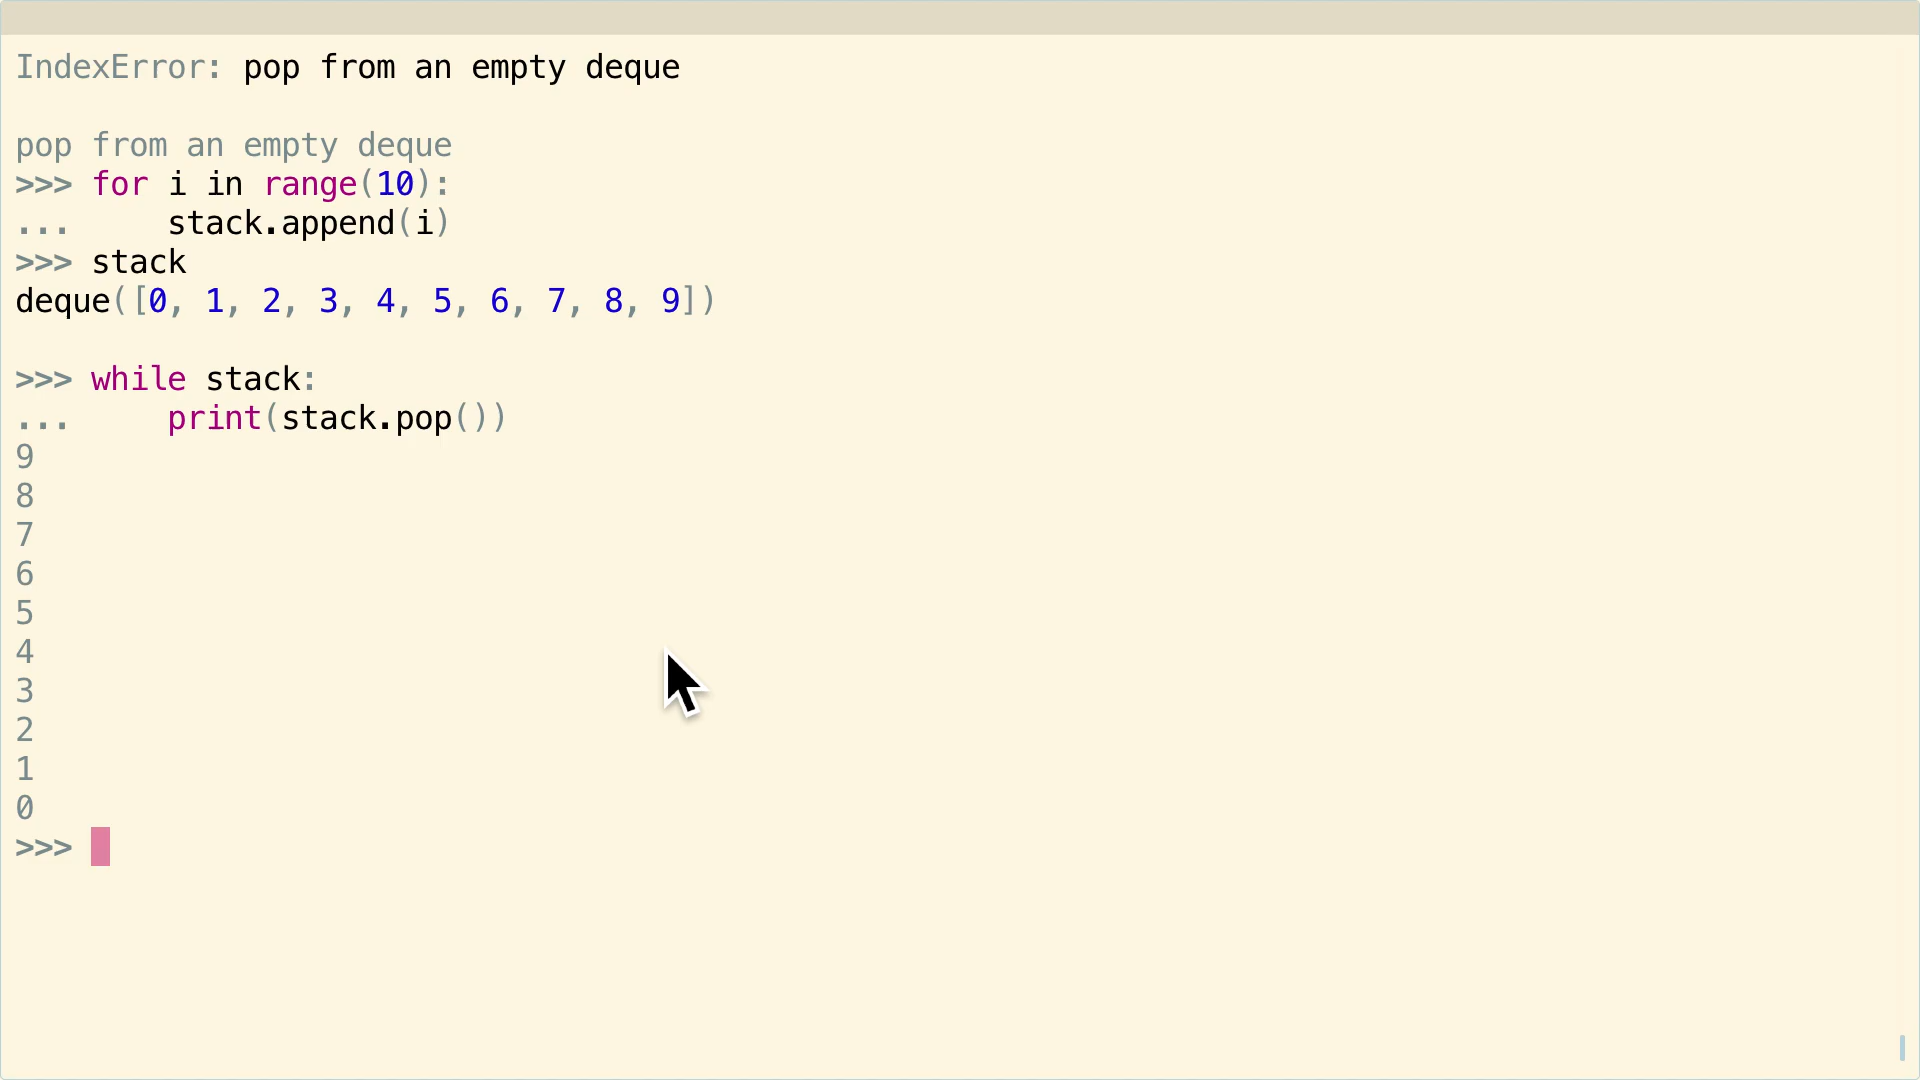 IndexError: pop from an empty deque
pop from an empty deque
>>> for i in range(10):
...     stack.append(i)
>>> stack
deque([0, 1, 2, 3, 4, 5, 6, 7, 8, 9])
>>> while stack:
...     print(stack.pop())
9
8
7
6
5
4
3
2
1
0
>>>